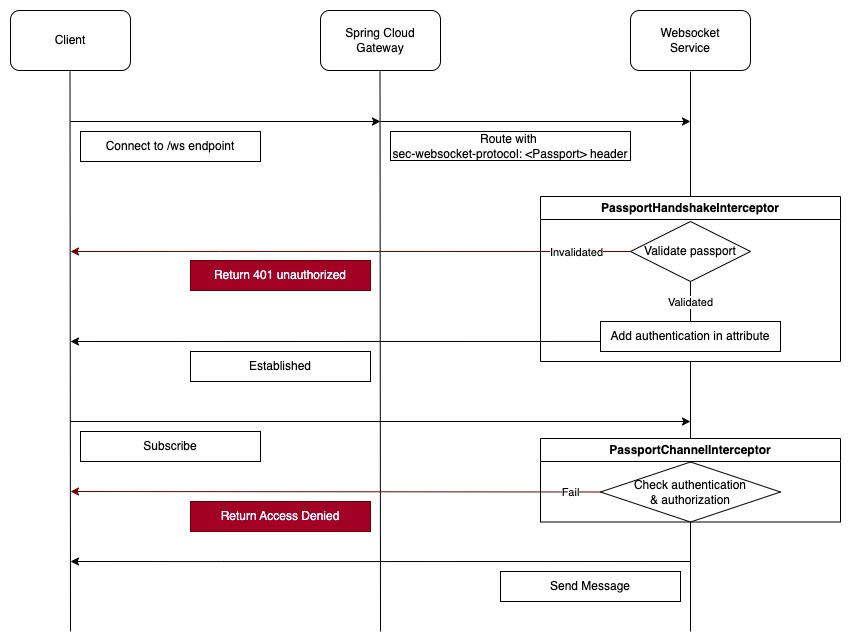 Client
Spring Cloud
Gateway
Websocket
Service
Connect to /ws endpoint
Route with
sec-websocket-protocol: <Passport> header
PassportHandshakeInterceptor
Validate passport
Invalidated
Return 401 unauthorized
Validated
Add authentication in attribute
Established
Subscribe
PassportChannelInterceptor
Check authentication
& authorization
Fail
Return Access Denied
Send Message